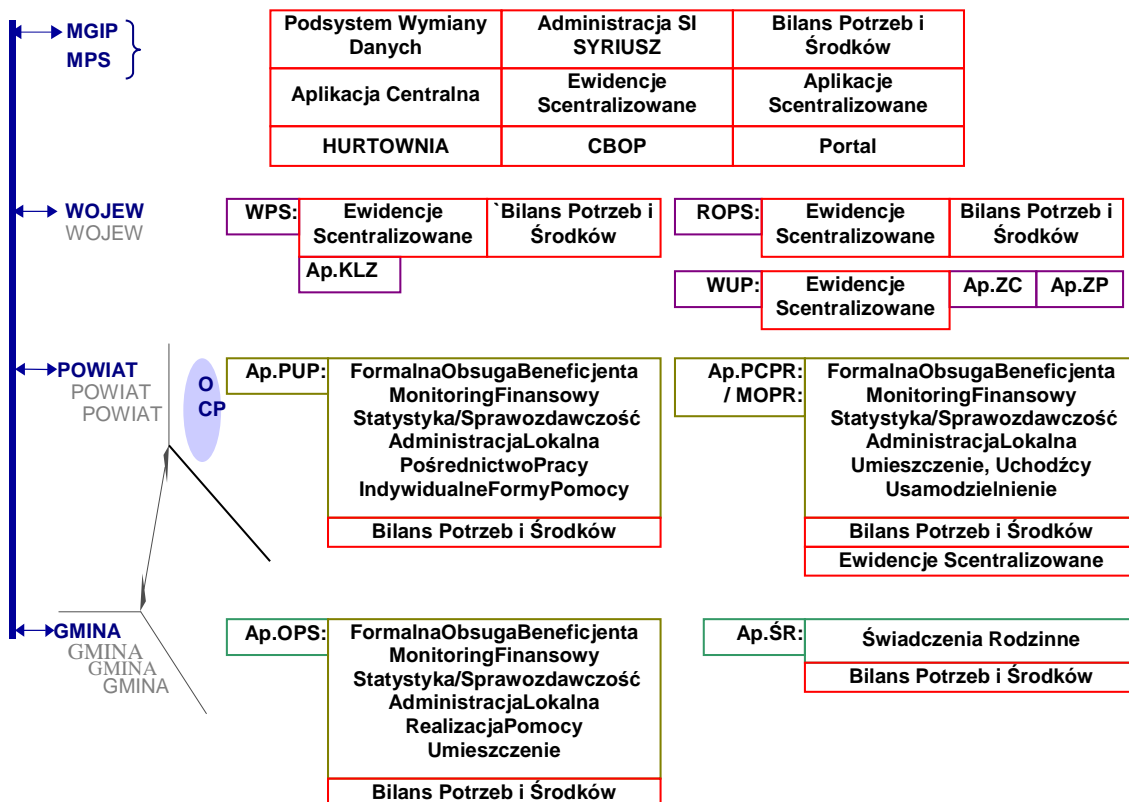 MGIP
MPS
Podsystem Wymiany
Danych
Administracja SI
SYRIUSZ
Bilans Potrzeb i
Środków
Aplikacja Centralna
Ewidencje
Scentralizowane
Aplikacje
Scentralizowane
HURTOWNIA
CBOP
Portal
WOJEW
WOJEW
WPS:
Ewidencje
Scentralizowane
`Bilans Potrzeb i
Środków
Ap.KLZ
ROPS:
Ewidencje
Scentralizowane
Bilans Potrzeb i
Środków
WUP:
Ewidencje
Scentralizowane
Ap.ZC
Ap.ZP
POWIAT
POWIAT
POWIAT
O
CP
Ap.PUP:
FormalnaObsugaBeneficjenta
MonitoringFinansowy
Statystyka/Sprawozdawczość
AdministracjaLokalna
PośrednictwoPracy
IndywidualneFormyPomocy
Bilans Potrzeb i Środków
Ap.PCPR:
/ MOPR:
FormalnaObsugaBeneficjenta
MonitoringFinansowy
Statystyka/Sprawozdawczość
AdministracjaLokalna
Umieszczenie, Uchodźcy
Usamodzielnienie
Bilans Potrzeb i Środków
Ewidencje Scentralizowane
GMINA
GMINA
GMINA
GMINA
Ap.OPS:
FormalnaObsugaBeneficjenta
MonitoringFinansowy
Statystyka/Sprawozdawczość
AdministracjaLokalna
RealizacjaPomocy
Umieszczenie
Bilans Potrzeb i Środków
Ap.ŚR:
Świadczenia Rodzinne
Bilans Potrzeb i Środków